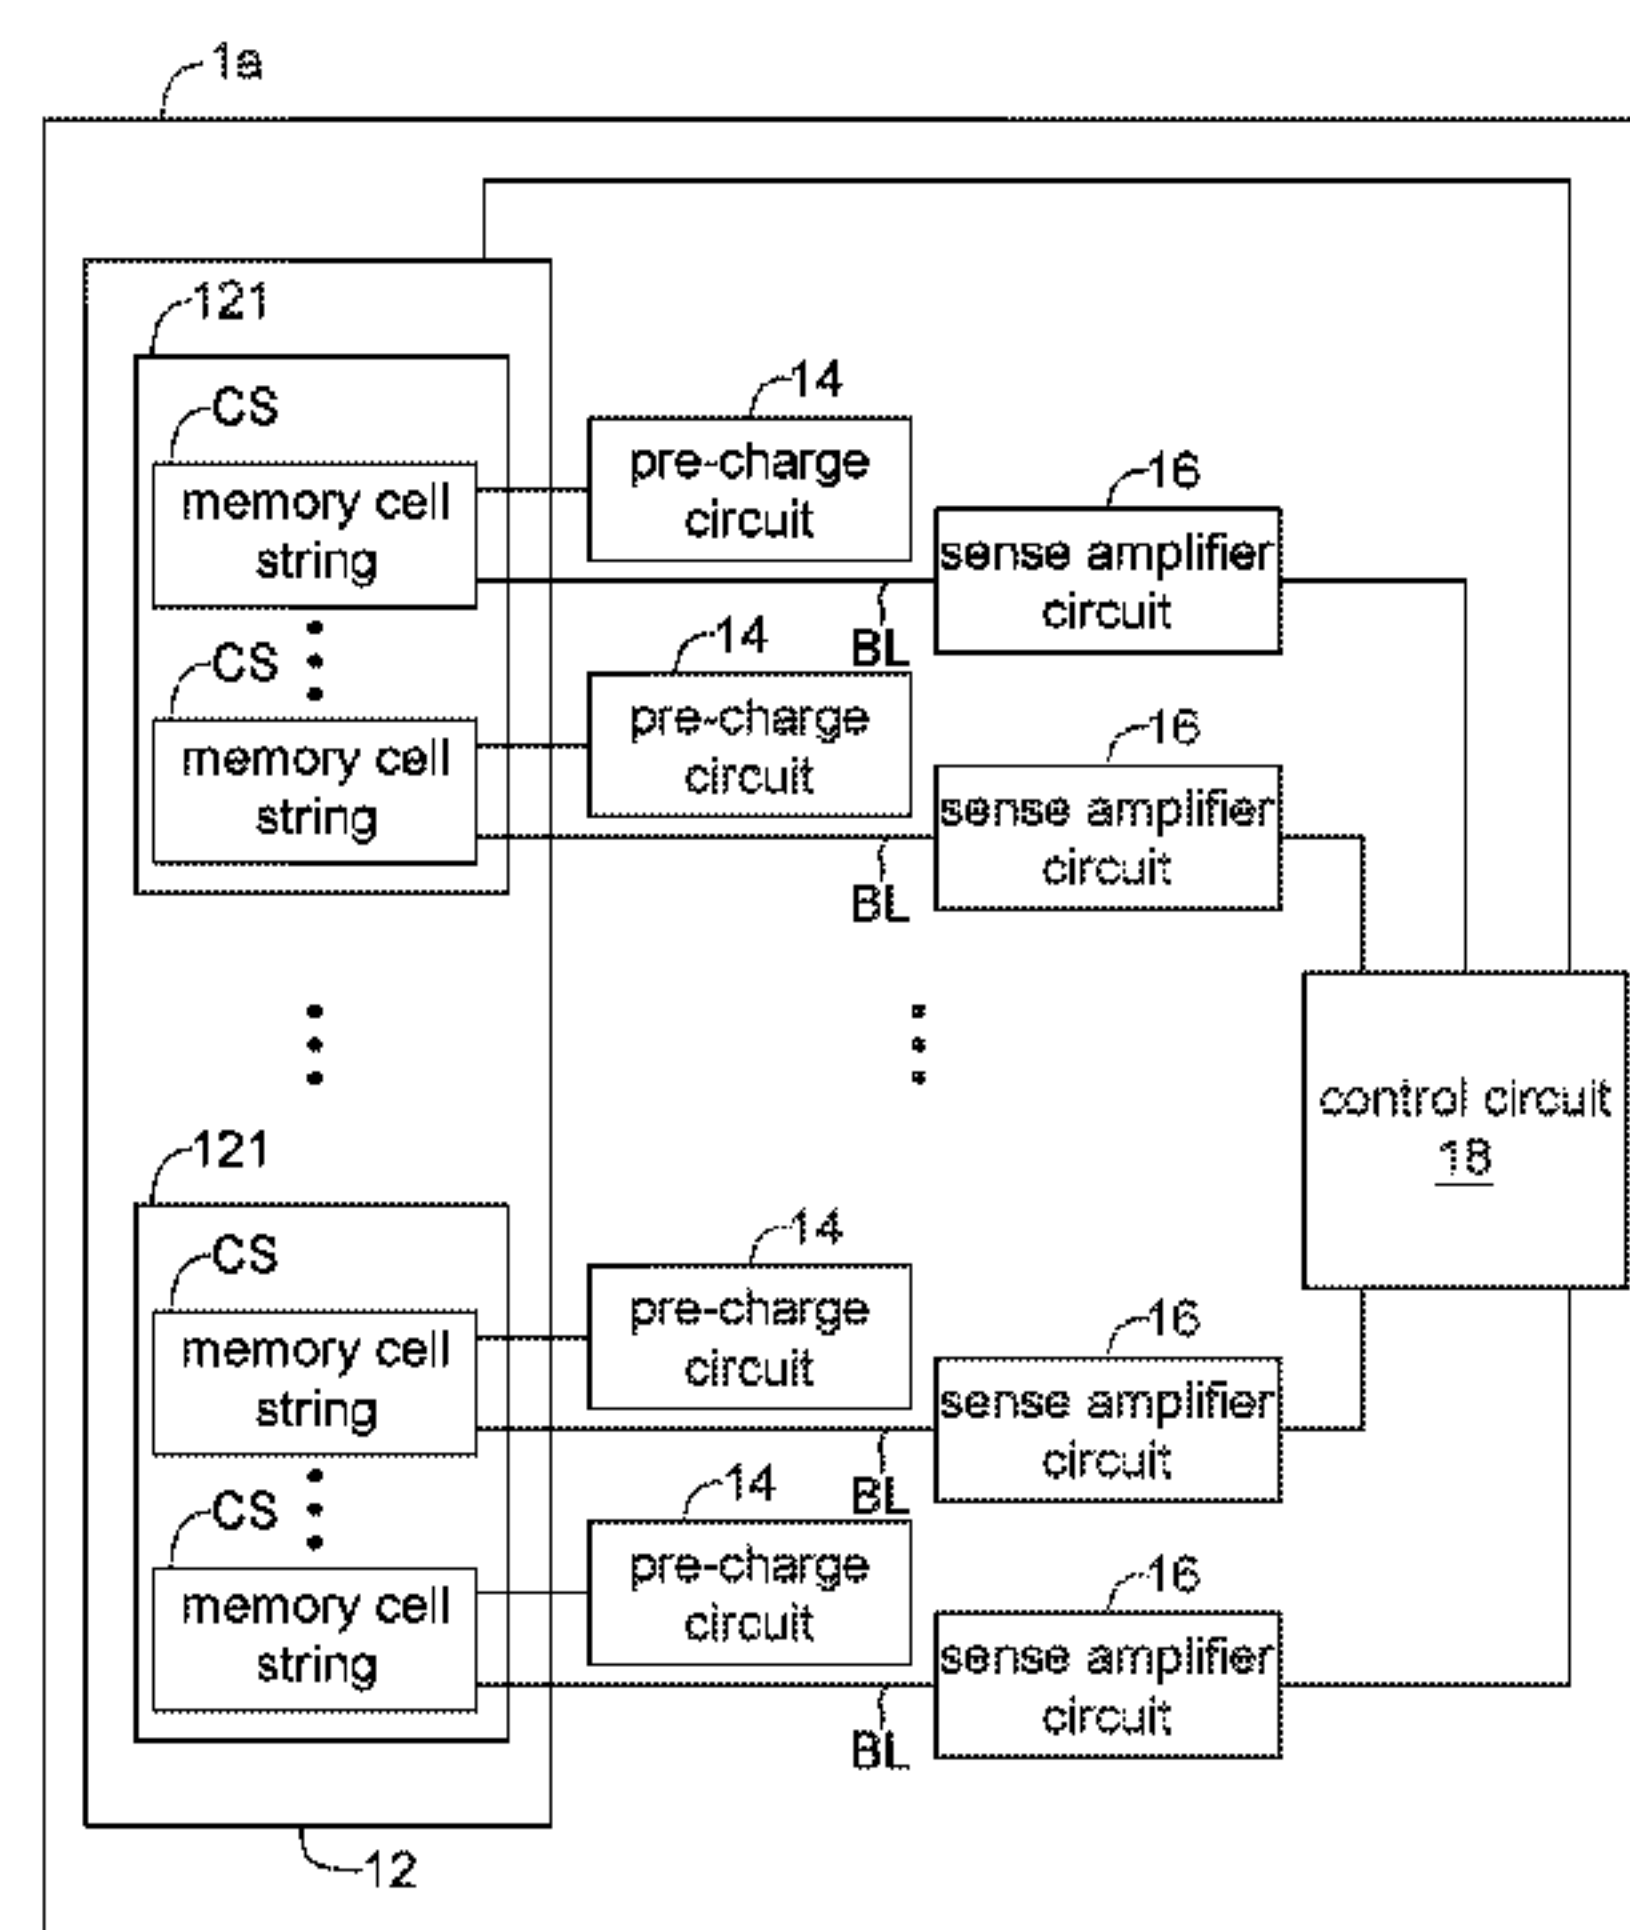 1a
121
CS
memory cell
string
14
pre-charge
circuit
16
sense amplifier
circuit
BL
CS
memory cell
string
14
pre-charge
circuit
16
sense amplifier
circuit
BL
control circuit
18
121
CS
memory cell
string
14
pre-charge
circuit
16
sense amplifier
circuit
BL
CS
memory cell
string
14
pre-charge
circuit
16
sense amplifier
circuit
BL
12